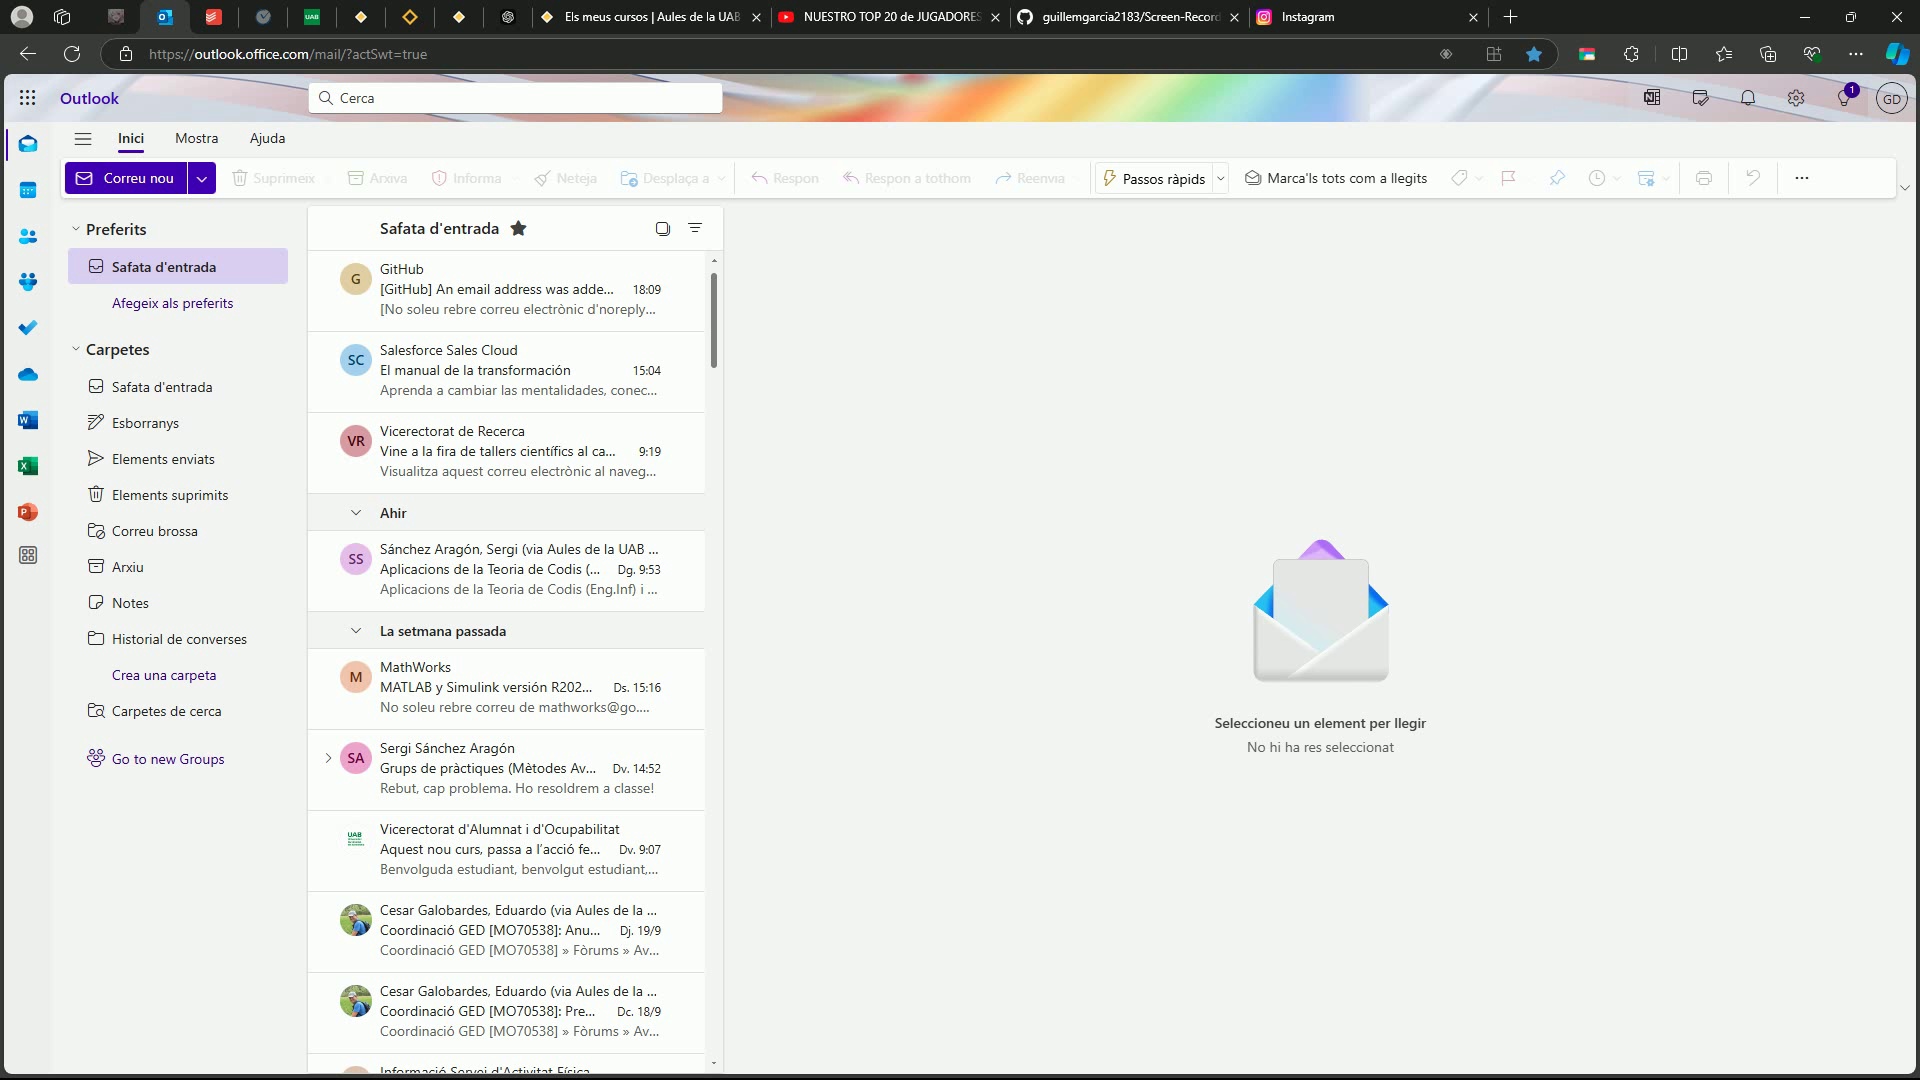 Els meus cursos | Aules de la UAB
NUESTRO TOP 20 de JUGADORES
guillemgarcia2183/Screen-Record
Instagram
https://outlook.office.com/mail/?actSwt=true
Outlook
Cerca
1
GD
Inici
Mostra
Ajuda
Correu nou
Suprimeix
Arxiva
Informa
Neteja
Desplaça a
Respon
Respon a tothom
Reenvia
Passos ràpids
Marca'ls tots com a llegits
Preferits
Safata d'entrada
Afegeix als preferits
Carpetes
Safata d'entrada
Esborranys
Elements enviats
Elements suprimits
Correu brossa
Arxiu
Notes
Historial de converses
Crea una carpeta
Carpetes de cerca
Go to new Groups
Safata d'entrada
G
GitHub
[GitHub] An email address was adde... 18:09
[No soleu rebre correu electrònic d'noreply...
SC
Salesforce Sales Cloud
El manual de la transformación 15:04
Aprenda a cambiar las mentalidades, conec...
VR
Vicerectorat de Recerca
Vine a la fira de tallers científics al ca... 9:19
Visualitza aquest correu electrònic al naveg...
Ahir
SS
Sánchez Aragón, Sergi (via Aules de la UAB ...
Aplicacions de la Teoria de Codis (... Dg. 9:53
Aplicacions de la Teoria de Codis (Eng.Inf) i ...
La setmana passada
M
MathWorks
MATLAB y Simulink versión R202... Ds. 15:16
No soleu rebre correu de mathworks@go....
SA
Sergi Sánchez Aragón
Grups de pràctiques (Mètodes Av... Dv. 14:52
Rebut, cap problema. Ho resoldrem a classe!
UAB
Vicerectorat d'Alumnat i d'Ocupabilitat
Aquest nou curs, passa a l'acció fe... Dv. 9:07
Benvolguda estudiant, benvolgut estudiant,...
Cesar Galobardes, Eduardo (via Aules de la ...
Coordinació GED [MO70538]: Anu... Dj. 19/9
Coordinació GED [MO70538] » Fòrums » Av...
Cesar Galobardes, Eduardo (via Aules de la ...
Coordinació GED [MO70538]: Pre... Dc. 18/9
Coordinació GED [MO70538] » Fòrums » Av...
Informació Servei d'Activitat Física
Seleccioneu un element per llegir
No hi ha res seleccionat